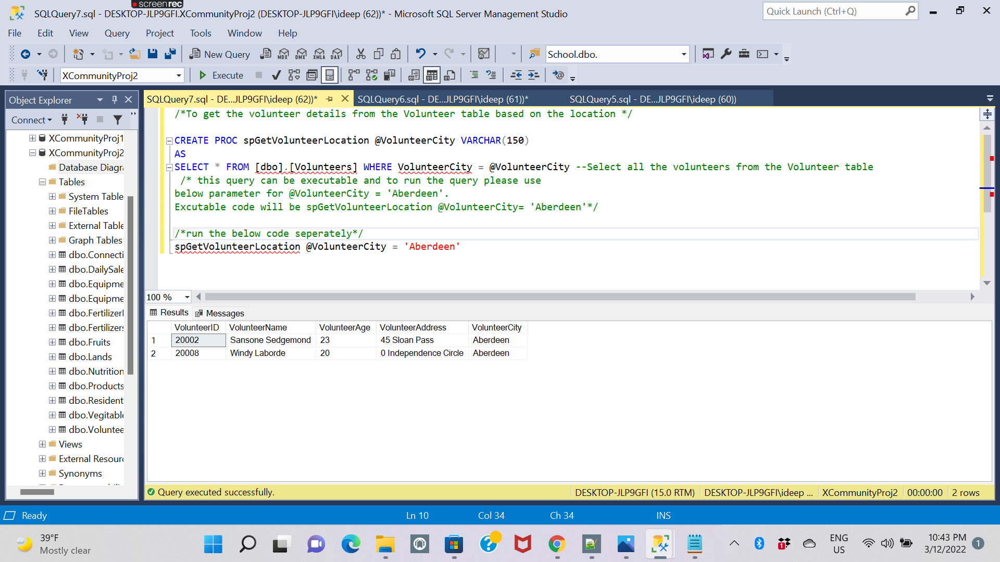 screenrec
SQLQuery7.sql - DESKTOP-JLP9GFI.XCommunityProj2 (DESKTOP-JLP9GFI\ideep (62))* - Microsoft SQL Server Management Studio
Quick Launch (Ctrl+Q)
File Edit View Query Project Tools Window Help
New Query MDX DMX XMLA DAX School.dbo.
XCommunityProj2 Execute
Object Explorer
SQLQuery7.sql - DE...JLP9GFI\ideep (62))* SQLQuery6.sql - DE...JLP9GFI\ideep (61))* SQLQuery5.sql - DE...JLP9GFI\ideep (60))
Connect
XCommunityProj1
XCommunityProj2
Database Diagra
Tables
System Table
FileTables
External Table
Graph Tables
dbo.Connecti
dbo.DailySale
dbo.Equipme
dbo.Equipme
dbo.Fertilizerl
dbo.Fertilizers
dbo.Fruits
dbo.Lands
dbo.Nutrition
dbo.Products
dbo.Resident
dbo.Vegitable
dbo.Voluntee
Views
External Resour
Synonyms
/*To get the volunteer details from the Volunteer table based on the location */
CREATE PROC spGetVolunteerLocation @VolunteerCity VARCHAR(150)
AS
SELECT * FROM [dbo].[Volunteers] WHERE VolunteerCity = @VolunteerCity --Select all the volunteers from the Volunteer table
/* this query can be executable and to run the query please use
below parameter for @VolunteerCity = 'Aberdeen'.
Excutable code will be spGetVolunteerLocation @VolunteerCity= 'Aberdeen'*/
/*run the below code seperately*/
spGetVolunteerLocation @VolunteerCity = 'Aberdeen'
100 %
Results Messages
VolunteerID VolunteerName VolunteerAge VolunteerAddress VolunteerCity
1 20002 Sansone Sedgemond 23 45 Sloan Pass Aberdeen
2 20008 Windy Laborde 20 0 Independence Circle Aberdeen
Query executed successfully. DESKTOP-JLP9GFI (15.0 RTM) DESKTOP-JLP9GFI\ideep ... XCommunityProj2 00:00:00 2 rows
Ready Ln 10 Col 34 Ch 34 INS
39°F
Mostly clear
1
ENG
US
10:43 PM
3/12/2022
1